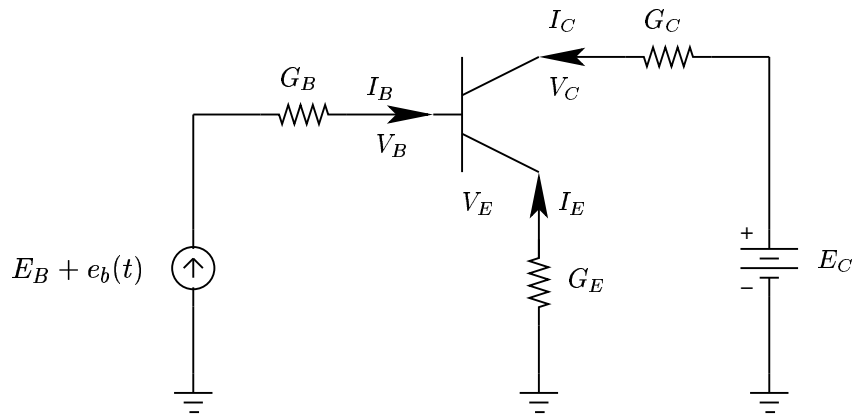 I_C
G_C
G_B
I_B
V_C
V_B
V_E
I_E
+
E_B + e_b(t)
E_C
G_E
−